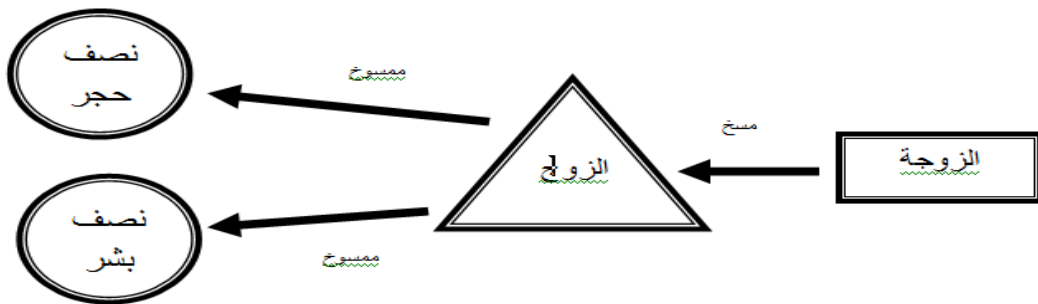 الزوجة
مسخ
الزوج
ممسوخ
نصف
حجر
ممسوخ
نصف
بشر